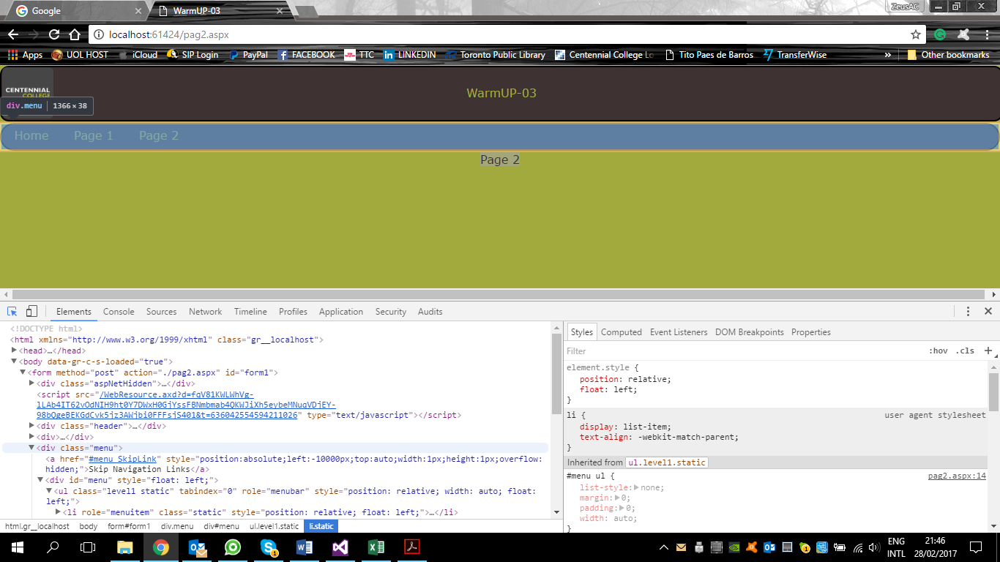 Google
WarmUP-03
ZeusAC
localhost:61424/pag2.aspx
Apps UOL HOST iCloud SIP Login PayPal FACEBOOK TTC LINKEDIN Toronto Public Library Centennial College Lo Tito Paes de Barros TransferWise » Other bookmarks
CENTENNIAL
COLLEGE
WarmUP-03
div.menu | 1366 × 38
Home Page 1 Page 2
Page 2
Elements Console Sources Network Timeline Profiles Application Security Audits
<!DOCTYPE html>
<html xmlns="http://www.w3.org/1999/xhtml" class="gr__localhost">
<head>…</head>
<body data-gr-c-s-loaded="true">
<form method="post" action="./pag2.aspx" id="form1">
<div class="aspNetHidden">…</div>
<script src="/WebResource.axd?d=fqV81KWLWhVg-
lLAb4IT62vOdNIH9ht0Y7DWxH0GjYssFBNmbmab4QKWJiXh5eybeMNuqVDjEY-
98bQgeBEKGdCvk5jz3AWjbi0FFFsjS401&t=636042554594211026" type="text/javascript"></script>
<div class="header">…</div>
<div>…</div>
<div class="menu">
<a href="#menu_SkipLink" style="position:absolute;left:-10000px;top:auto;width:1px;height:1px;overflow:
hidden;">Skip Navigation Links</a>
<div id="menu" style="float: left;">
<ul class="level1 static" tabindex="0" role="menubar" style="position: relative; width: auto; float:
left;">
<li role="menuitem" class="static" style="position: relative; float: left;">…</li>
html.gr__localhost body form#form1 div.menu div#menu ul.level1.static li.static
Styles Computed Event Listeners DOM Breakpoints Properties
Filter :hov .cls +
element.style {
position: relative;
float: left;
}
li { user agent stylesheet
display: list-item;
text-align: -webkit-match-parent;
}
Inherited from ul.level1.static
#menu ul { pag2.aspx:14
list-style: none;
margin: 0;
padding: 0;
width: auto;
}
ENG
INTL
21:46
28/02/2017